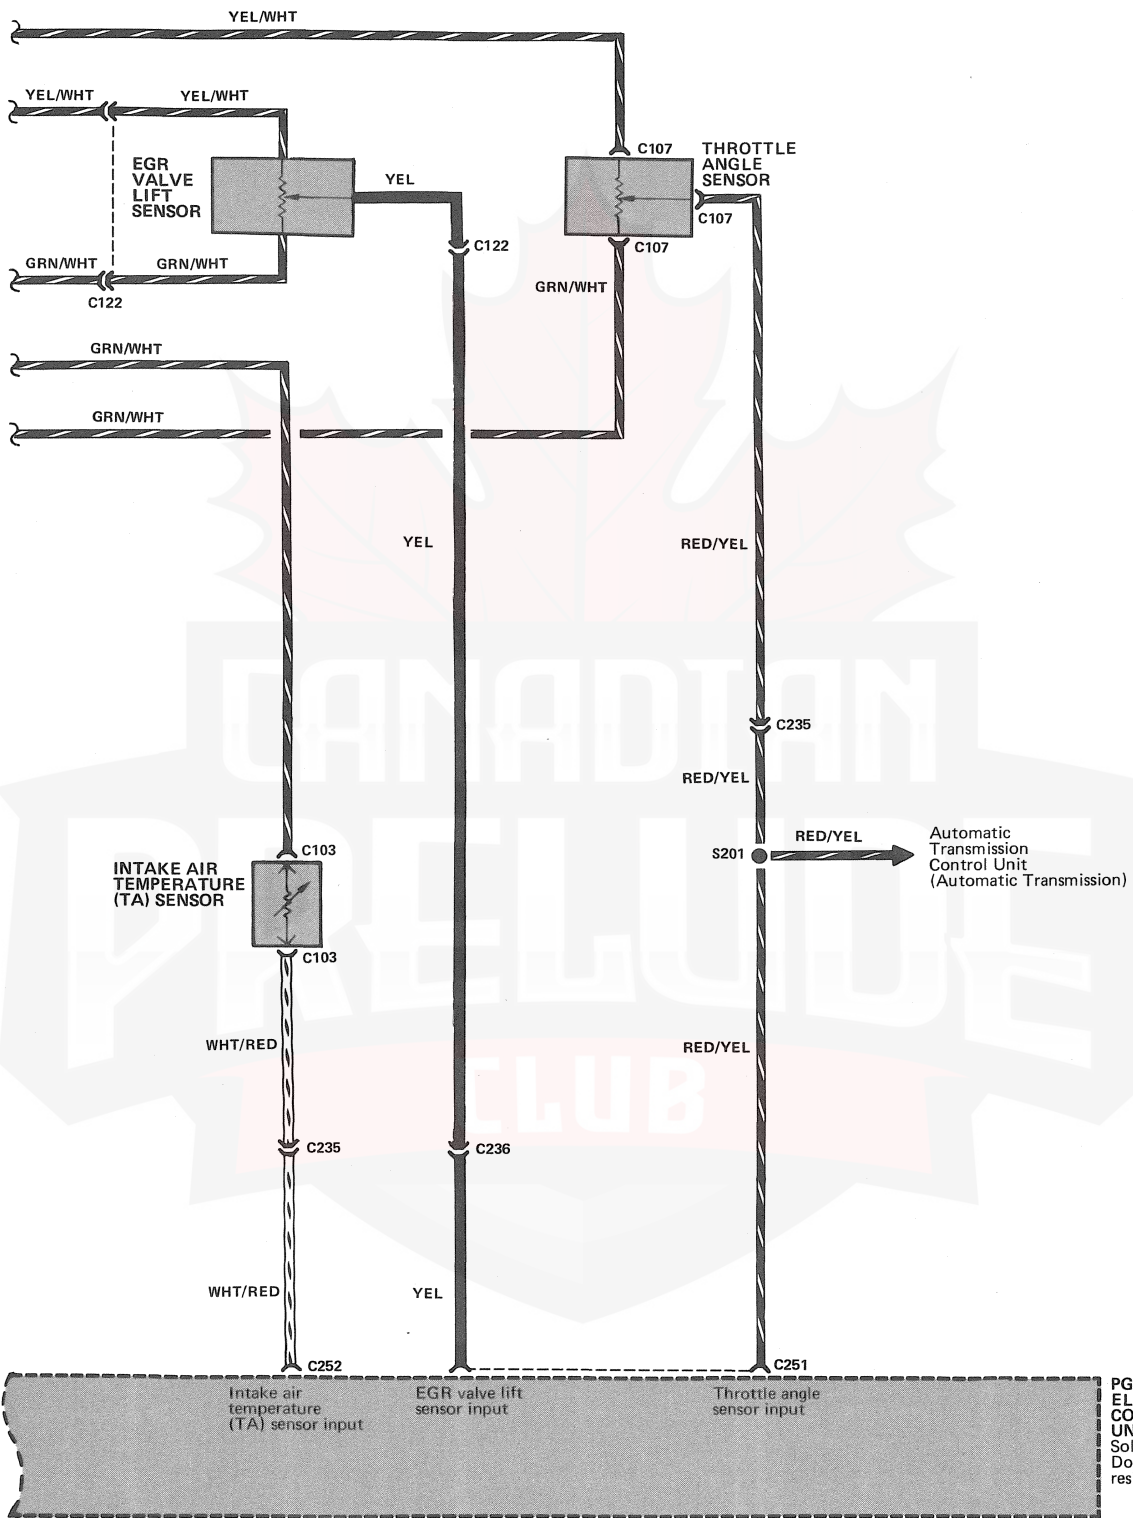 YEL/WHT
YEL/WHT
YEL/WHT
C107
THROTTLE
ANGLE
SENSOR
EGR
VALVE
LIFT
SENSOR
YEL
C107
C122
C107
GRN/WHT
GRN/WHT
C122
GRN/WHT
GRN/WHT
GRN/WHT
YEL
RED/YEL
CANADIAN
PRELUDE
CLUB
C235
RED/YEL
S201
RED/YEL
Automatic
Transmission
Control Unit
(Automatic Transmission)
C103
INTAKE AIR
TEMPERATURE
(TA) SENSOR
C103
WHT/RED
RED/YEL
C235
C236
WHT/RED
YEL
C252
C251
Intake air
temperature
(TA) sensor input
EGR valve lift
sensor input
Throttle angle
sensor input
PG
EL
CO
UN
Sol
Do
res